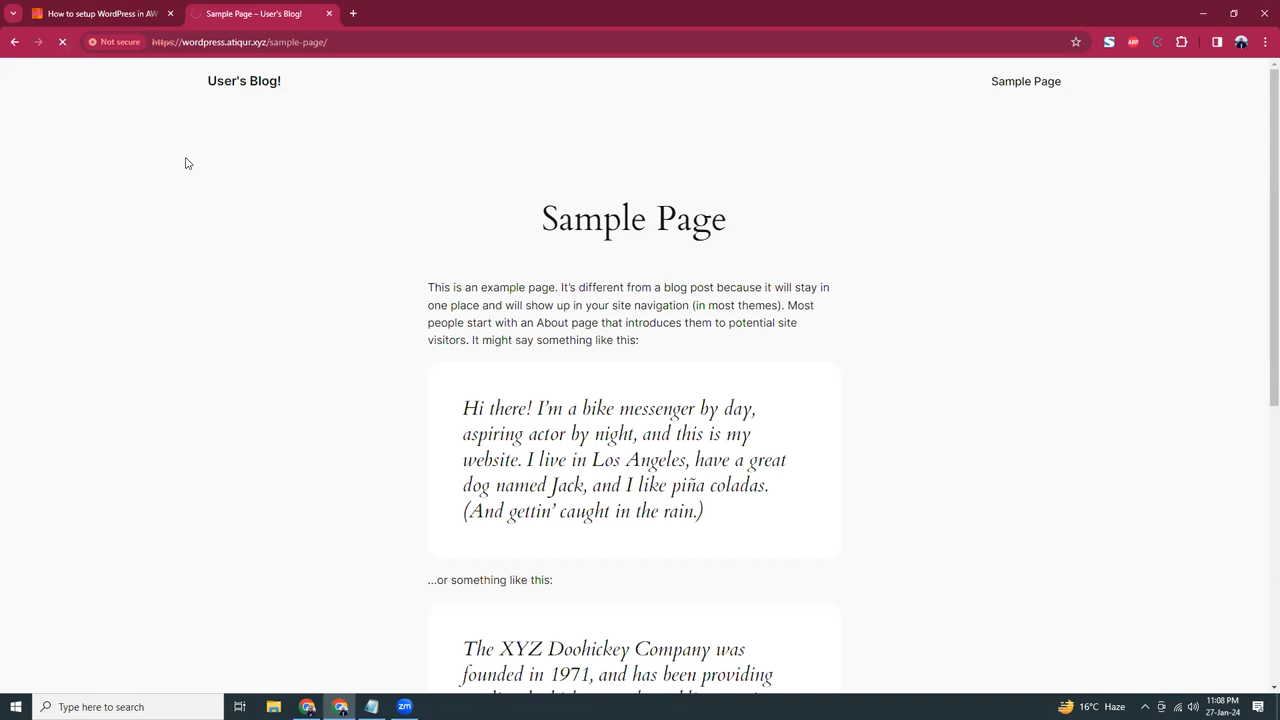 How to setup WordPress in AW
Sample Page – User's Blog!
Not secure
https://wordpress.atiqur.xyz/sample-page/
ABP
User's Blog!
Sample Page
Sample Page
This is an example page. It's different from a blog post because it will stay in
one place and will show up in your site navigation (in most themes). Most
people start with an About page that introduces them to potential site
visitors. It might say something like this:
Hi there! I'm a bike messenger by day,
aspiring actor by night, and this is my
website. I live in Los Angeles, have a great
dog named Jack, and I like piña coladas.
(And gettin' caught in the rain.)
…or something like this:
The XYZ Doohickey Company was
founded in 1971, and has been providing
Type here to search
zm
16°C Haze
11:08 PM
27-Jan-24